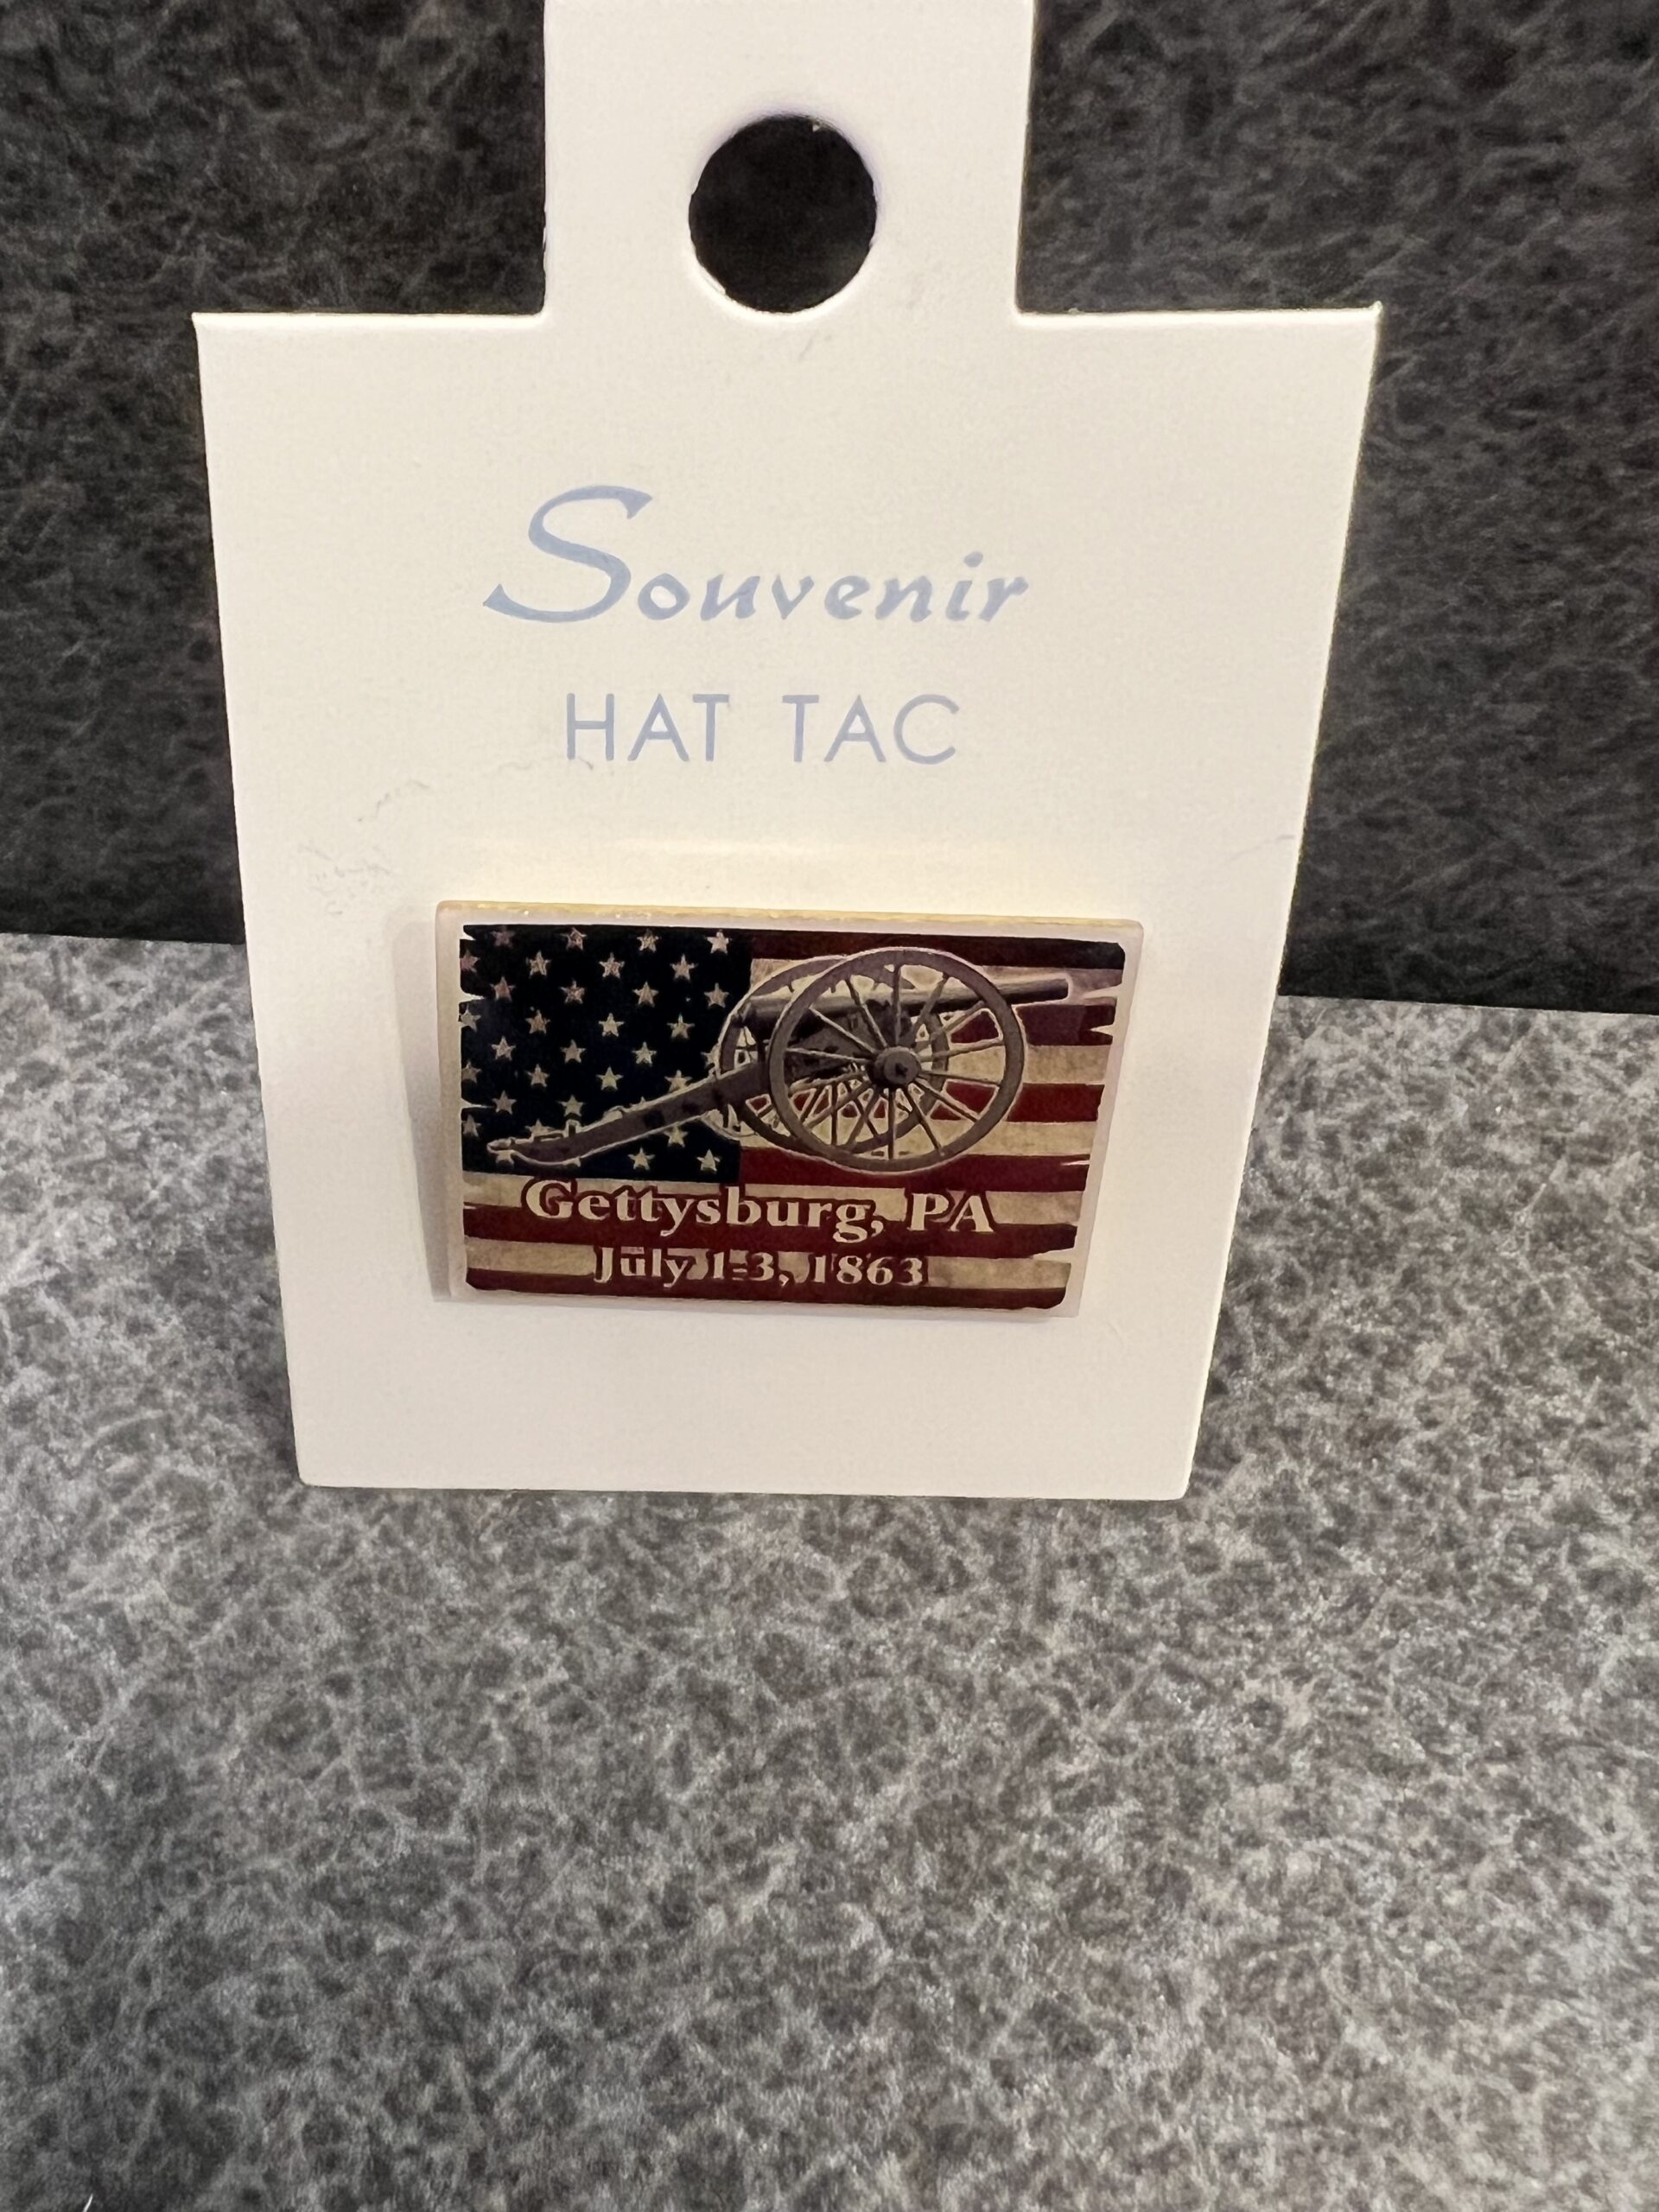 Souvenir
HAT TAC
Gettysburg, PA
July 1-3, 1863